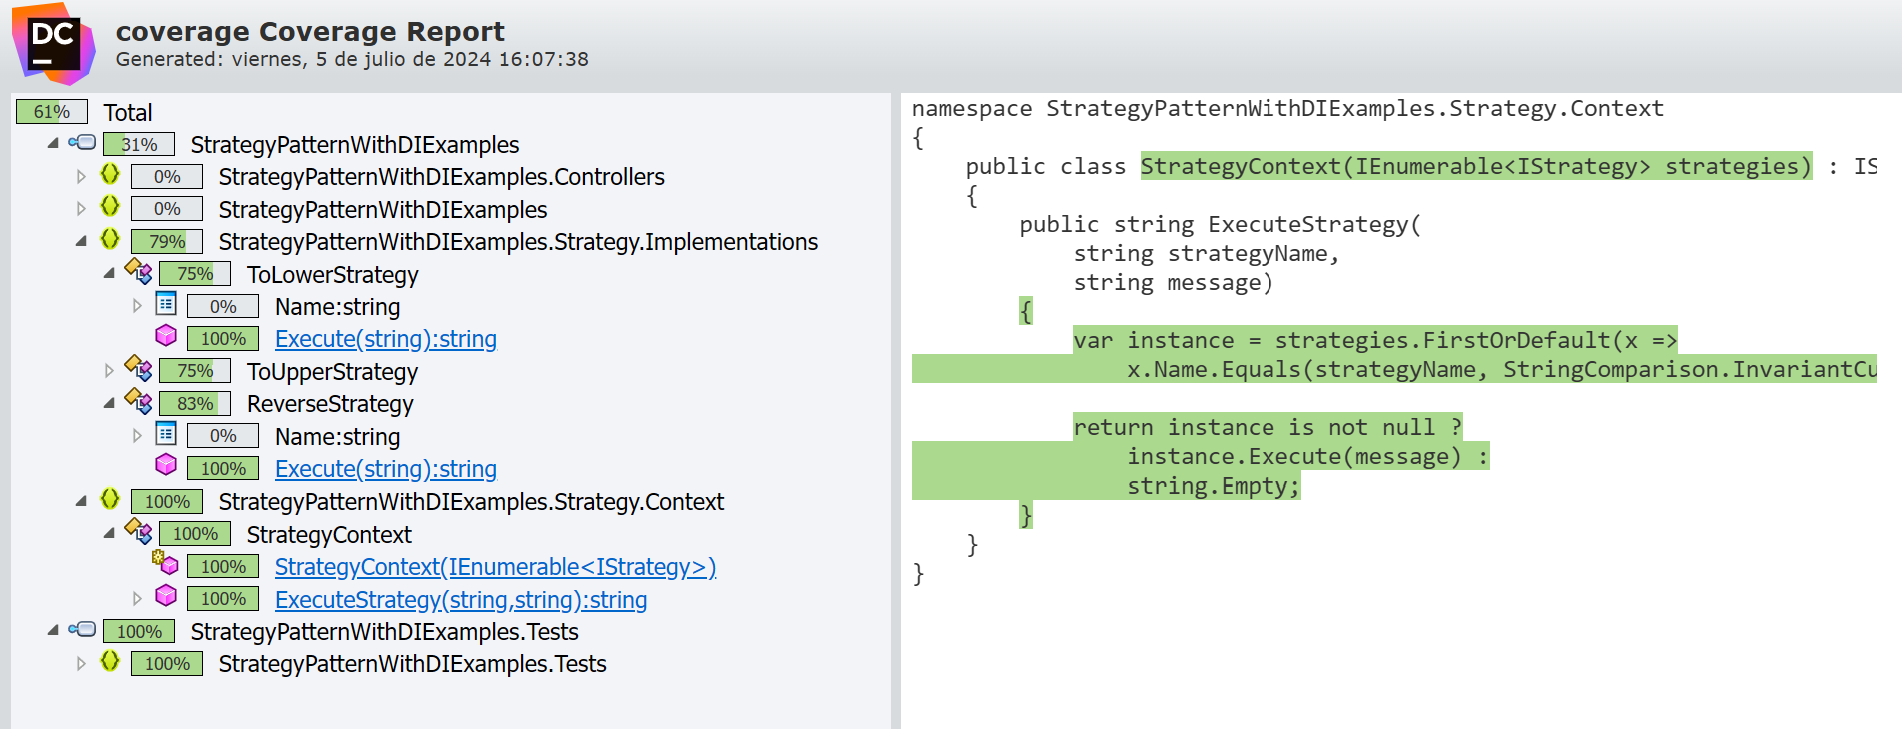 DC
coverage Coverage Report
Generated: viernes, 5 de julio de 2024 16:07:38
61% Total
31% StrategyPatternWithDIExamples
0% StrategyPatternWithDIExamples.Controllers
0% StrategyPatternWithDIExamples
79% StrategyPatternWithDIExamples.Strategy.Implementations
75% ToLowerStrategy
0% Name:string
100% Execute(string):string
75% ToUpperStrategy
83% ReverseStrategy
0% Name:string
100% Execute(string):string
100% StrategyPatternWithDIExamples.Strategy.Context
100% StrategyContext
100% StrategyContext(IEnumerable<IStrategy>)
100% ExecuteStrategy(string,string):string
100% StrategyPatternWithDIExamples.Tests
100% StrategyPatternWithDIExamples.Tests
namespace StrategyPatternWithDIExamples.Strategy.Context
{
public class StrategyContext(IEnumerable<IStrategy> strategies) : IS
{
public string ExecuteStrategy(
string strategyName,
string message)
{
var instance = strategies.FirstOrDefault(x =>
x.Name.Equals(strategyName, StringComparison.InvariantCu
return instance is not null ?
instance.Execute(message) :
string.Empty;
}
}
}